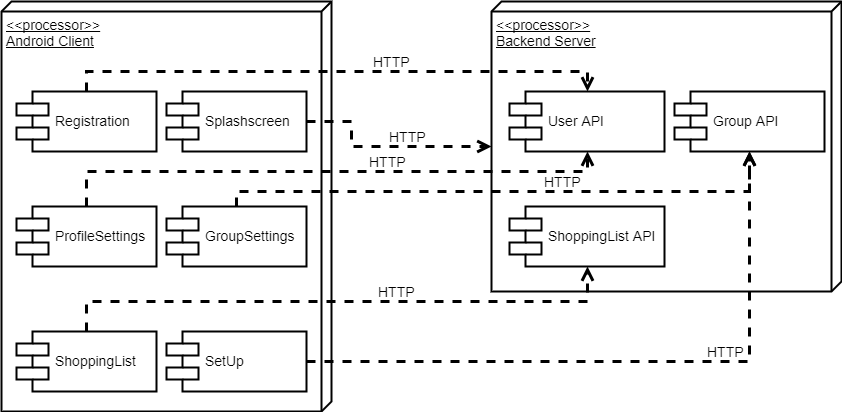 <<processor>>
Android Client
<<processor>>
Backend Server
HTTP
Registration
Splashscreen
HTTP
User API
Group API
HTTP
HTTP
ProfileSettings
GroupSettings
ShoppingList API
HTTP
ShoppingList
SetUp
HTTP